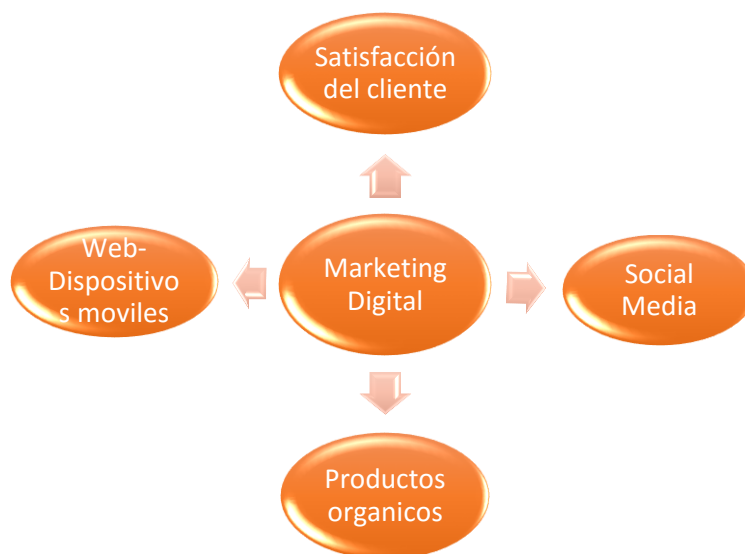 Satisfacción
del cliente
Web-
Dispositivo
s moviles
Marketing
Digital
Social
Media
Productos
organicos